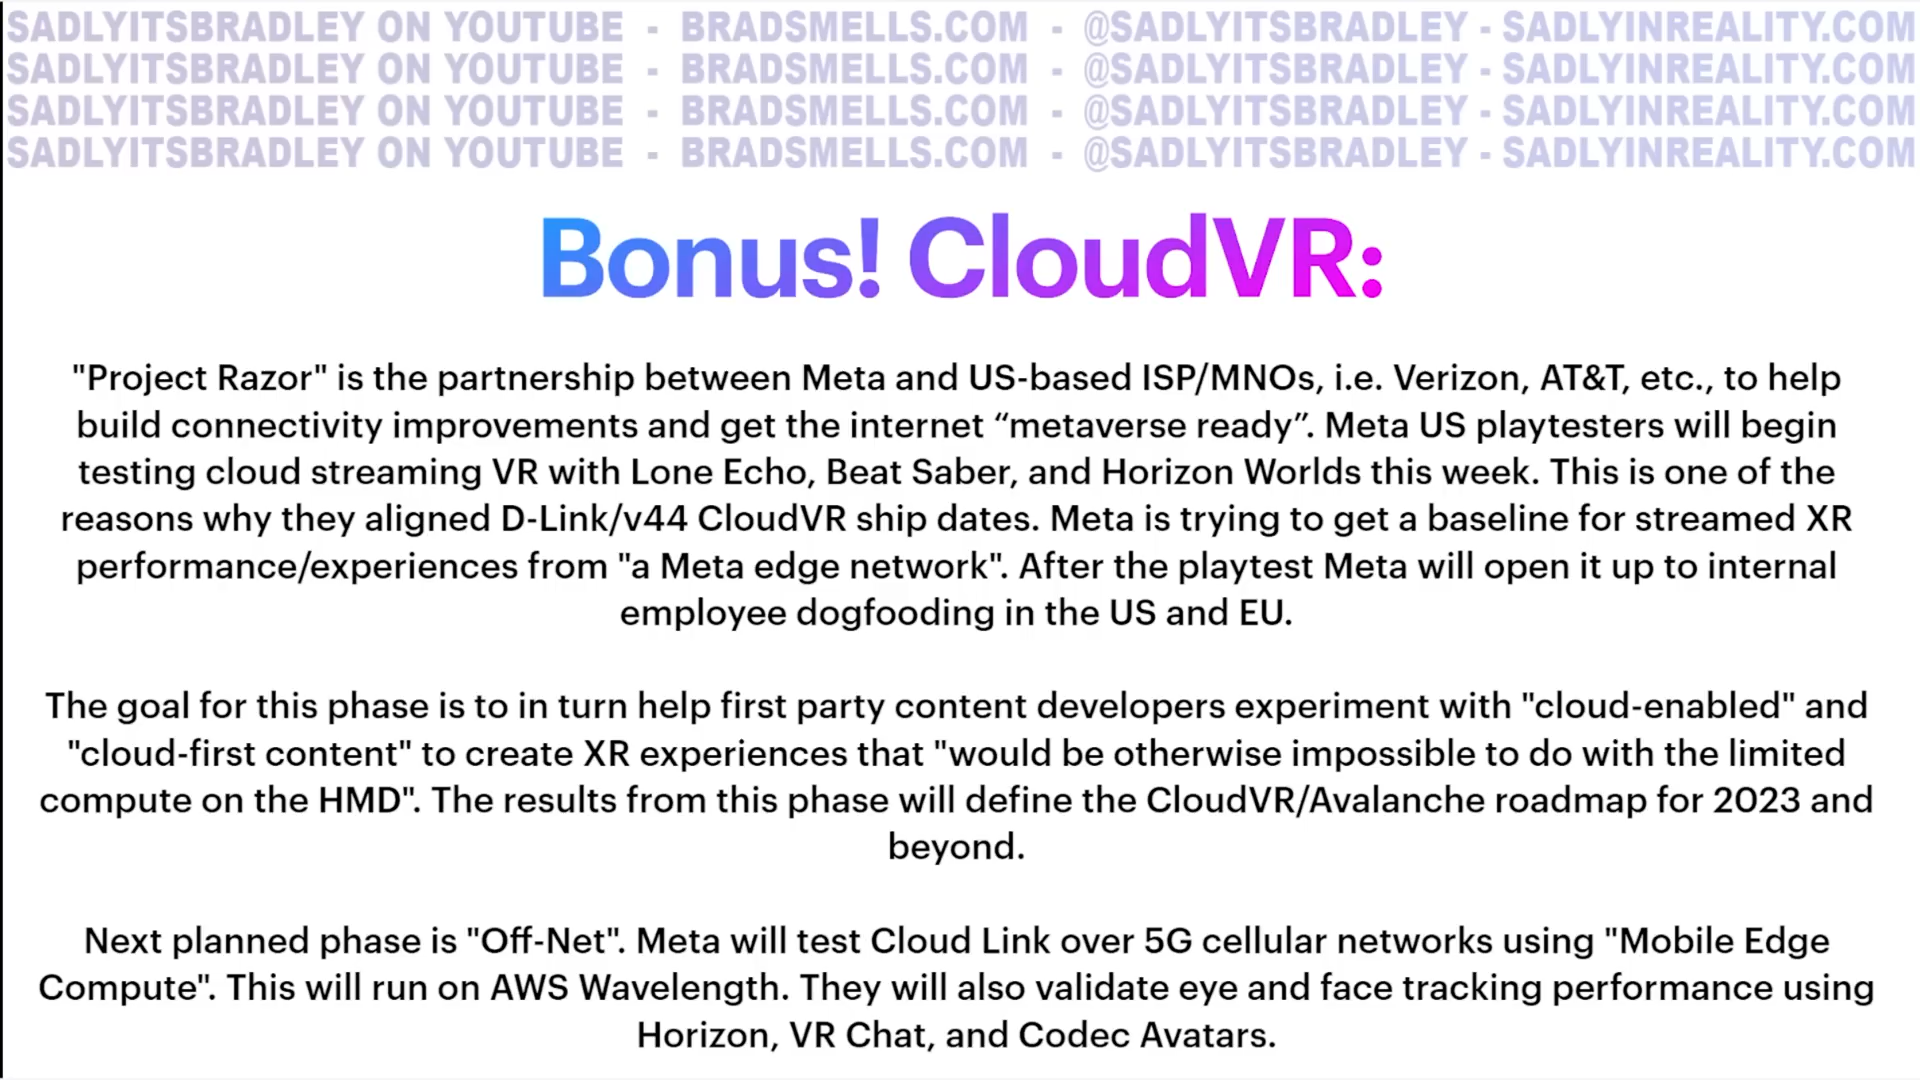 SADLYITSBRADLEY ON YOUTUBE - BRADSMELLS.COM - @SADLYITSBRADLEY - SADLYINREALITY.COM
SADLYITSBRADLEY ON YOUTUBE - BRADSMELLS.COM - @SADLYITSBRADLEY - SADLYINREALITY.COM
SADLYITSBRADLEY ON YOUTUBE - BRADSMELLS.COM - @SADLYITSBRADLEY - SADLYINREALITY.COM
SADLYITSBRADLEY ON YOUTUBE - BRADSMELLS.COM - @SADLYITSBRADLEY - SADLYINREALITY.COM
Bonus! CloudVR:
"Project Razor" is the partnership between Meta and US-based ISP/MNOs, i.e. Verizon, AT&T, etc., to help
build connectivity improvements and get the internet “metaverse ready”. Meta US playtesters will begin
testing cloud streaming VR with Lone Echo, Beat Saber, and Horizon Worlds this week. This is one of the
reasons why they aligned D-Link/v44 CloudVR ship dates. Meta is trying to get a baseline for streamed XR
performance/experiences from "a Meta edge network". After the playtest Meta will open it up to internal
employee dogfooding in the US and EU.
The goal for this phase is to in turn help first party content developers experiment with "cloud-enabled" and
"cloud-first content" to create XR experiences that "would be otherwise impossible to do with the limited
compute on the HMD". The results from this phase will define the CloudVR/Avalanche roadmap for 2023 and
beyond.
Next planned phase is "Off-Net". Meta will test Cloud Link over 5G cellular networks using "Mobile Edge
Compute". This will run on AWS Wavelength. They will also validate eye and face tracking performance using
Horizon, VR Chat, and Codec Avatars.